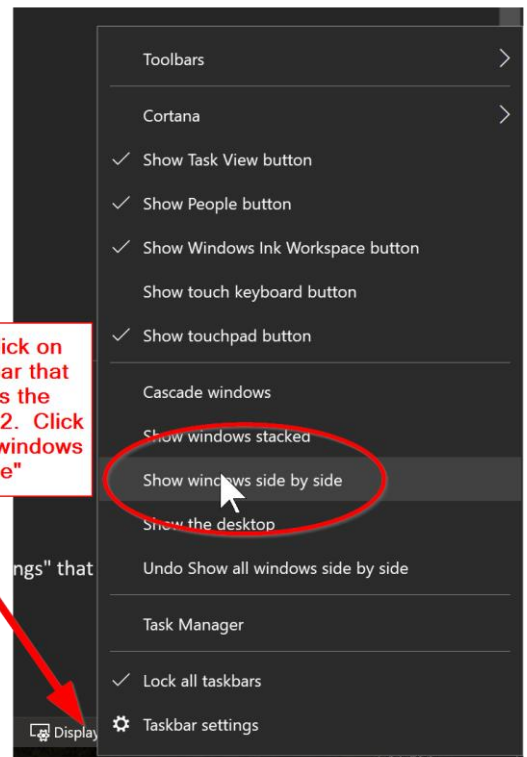 Toolbars
Cortana
Show Task View button
Show People button
Show Windows Ink Workspace button
Show touch keyboard button
Show touchpad button
ick on
ar that
s the
2. Click
windows
e"
Cascade windows
Show windows stacked
Show windows side by side
Show the desktop
ngs" that
Undo Show all windows side by side
Task Manager
Lock all taskbars
Display
Taskbar settings